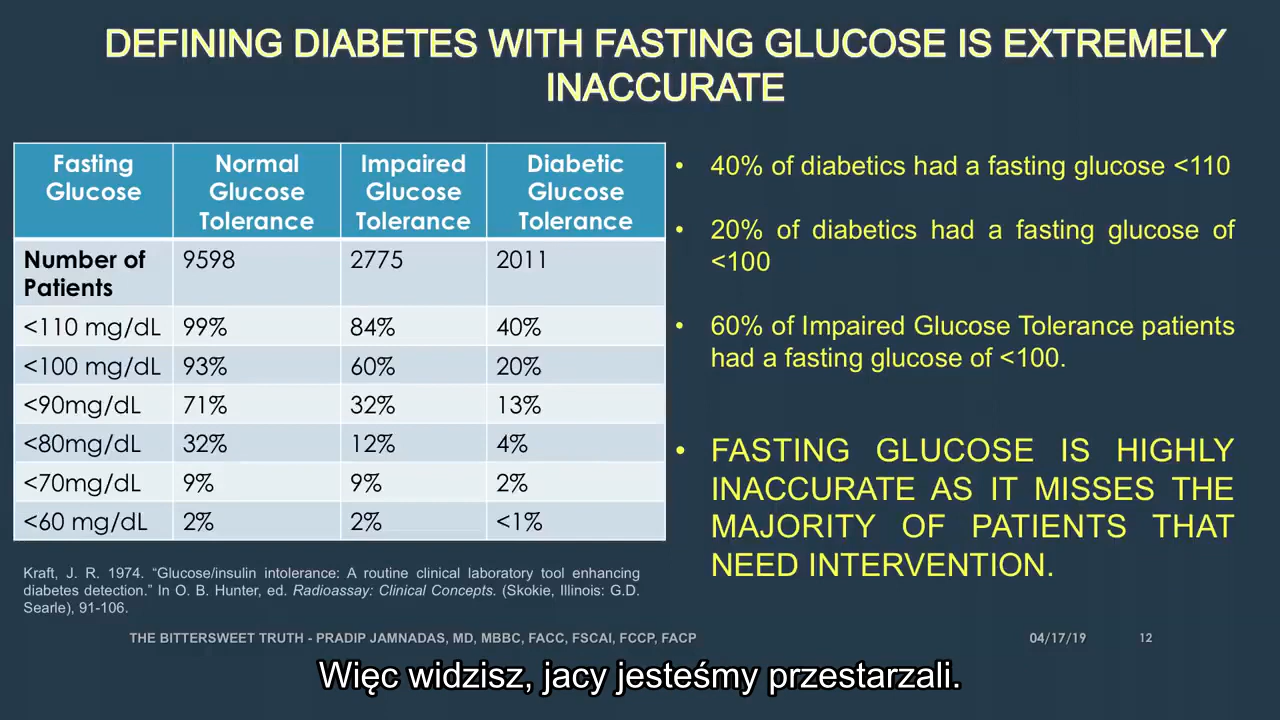 DEFINING DIABETES WITH FASTING GLUCOSE IS EXTREMELY
INACCURATE
Fasting Glucose Normal Glucose Tolerance Impaired Glucose Tolerance Diabetic Glucose Tolerance
Number of Patients 9598 2775 2011
<110 mg/dL 99% 84% 40%
<100 mg/dL 93% 60% 20%
<90mg/dL 71% 32% 13%
<80mg/dL 32% 12% 4%
<70mg/dL 9% 9% 2%
<60 mg/dL 2% 2% <1%
Kraft, J. R. 1974. “Glucose/insulin intolerance: A routine clinical laboratory tool enhancing
diabetes detection.” In O. B. Hunter, ed. Radioassay: Clinical Concepts. (Skokie, Illinois: G.D.
Searle), 91-106.
• 40% of diabetics had a fasting glucose <110
• 20% of diabetics had a fasting glucose of
<100
• 60% of Impaired Glucose Tolerance patients
had a fasting glucose of <100.
• FASTING GLUCOSE IS HIGHLY
INACCURATE AS IT MISSES THE
MAJORITY OF PATIENTS THAT
NEED INTERVENTION.
THE BITTERSWEET TRUTH - PRADIP JAMNADAS, MD, MBBC, FACC, FSCAI, FCCP, FACP 04/17/19 12
Więc widzisz, jacy jesteśmy przestarzali.